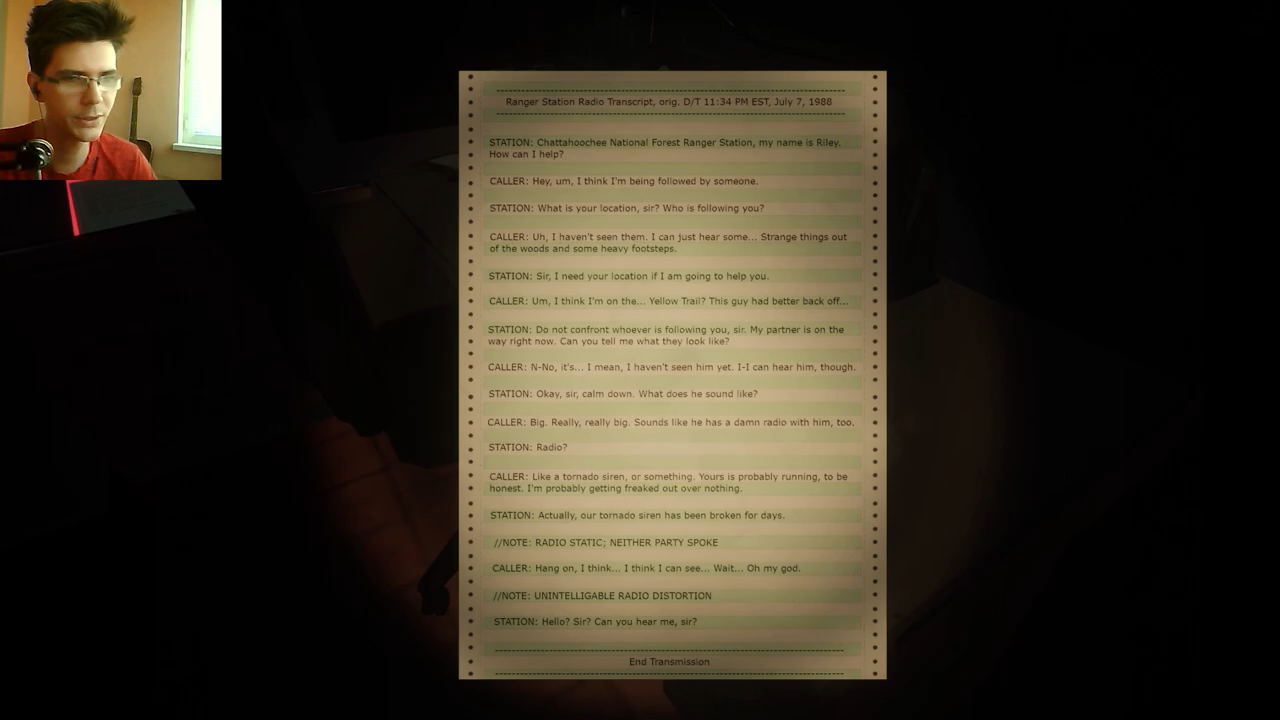 Ranger Station Radio Transcript, orig. D/T 11:34 PM EST, July 7, 1988
STATION: Chattahoochee National Forest Ranger Station, my name is Riley.
How can I help?
CALLER: Hey, um, I think I'm being followed by someone.
STATION: What is your location, sir? Who is following you?
CALLER: Uh, I haven't seen them. I can just hear some... Strange things out
of the woods and some heavy footsteps.
STATION: Sir, I need your location if I am going to help you.
CALLER: Um, I think I'm on the... Yellow Trail? This guy had better back off...
STATION: Do not confront whoever is following you, sir. My partner is on the
way right now. Can you tell me what they look like?
CALLER: N-No, it's... I mean, I haven't seen him yet. I-I can hear him, though.
STATION: Okay, sir, calm down. What does he sound like?
CALLER: Big. Really, really big. Sounds like he has a damn radio with him, too.
STATION: Radio?
CALLER: Like a tornado siren, or something. Yours is probably running, to be
honest. I'm probably getting freaked out over nothing.
STATION: Actually, our tornado siren has been broken for days.
//NOTE: RADIO STATIC; NEITHER PARTY SPOKE
CALLER: Hang on, I think... I think I can see... Wait... Oh my god.
//NOTE: UNINTELLIGABLE RADIO DISTORTION
STATION: Hello? Sir? Can you hear me, sir?
End Transmission